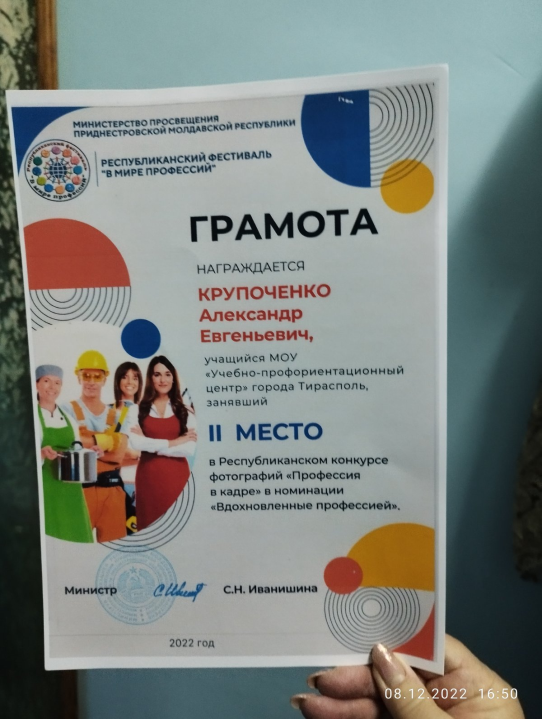 МИНИСТЕРСТВО ПРОСВЕЩЕНИЯ
ПРИДНЕСТРОВСКОЙ МОЛДАВСКОЙ РЕСПУБЛИКИ
РЕСПУБЛИКАНСКИЙ ФЕСТИВАЛЬ
"В МИРЕ ПРОФЕССИЙ"
ГРАМОТА
НАГРАЖДАЕТСЯ
КРУПОЧЕНКО
Александр
Евгеньевич,
учащийся МОУ
«Учебно-профориентационный
центр» города Тирасполь,
занявший
II МЕСТО
в Республиканском конкурсе
фотографий «Профессия
в кадре» в номинации
«Вдохновленные профессией».
Министр
С.Н. Иванишина
2022 год
08.12.2022 16:50